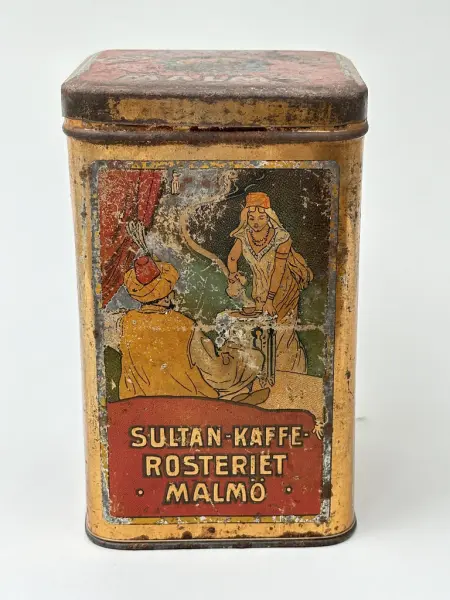 SULTAN-KAFFE-
ROSTERIET
· MALMÖ ·